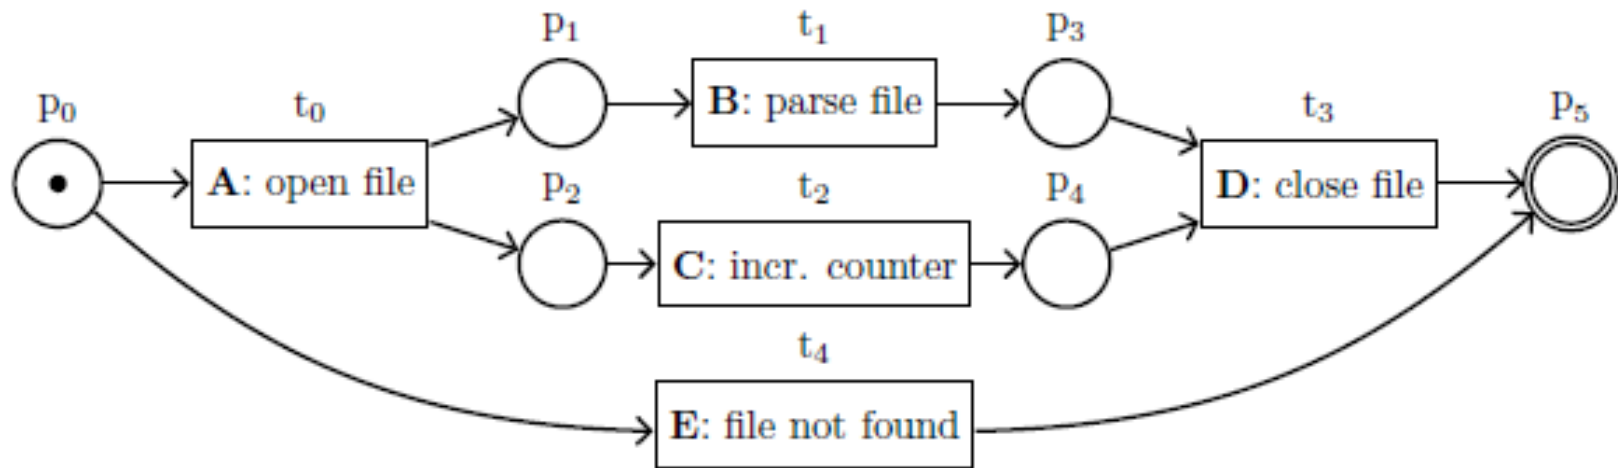 p₁
t₁
p₃
p₀
t₀
B: parse file
t₃
p₅
A: open file
p₂
t₂
p₄
D: close file
C: incr. counter
t₄
E: file not found